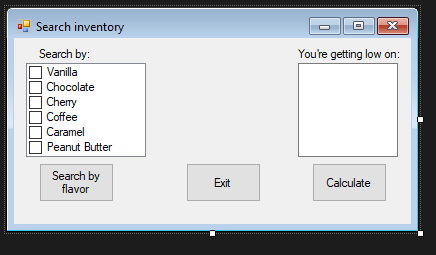 Search inventory
Search by:
You're getting low on:
Vanilla
Chocolate
Cherry
Coffee
Caramel
Peanut Butter
Search by
flavor
Exit
Calculate